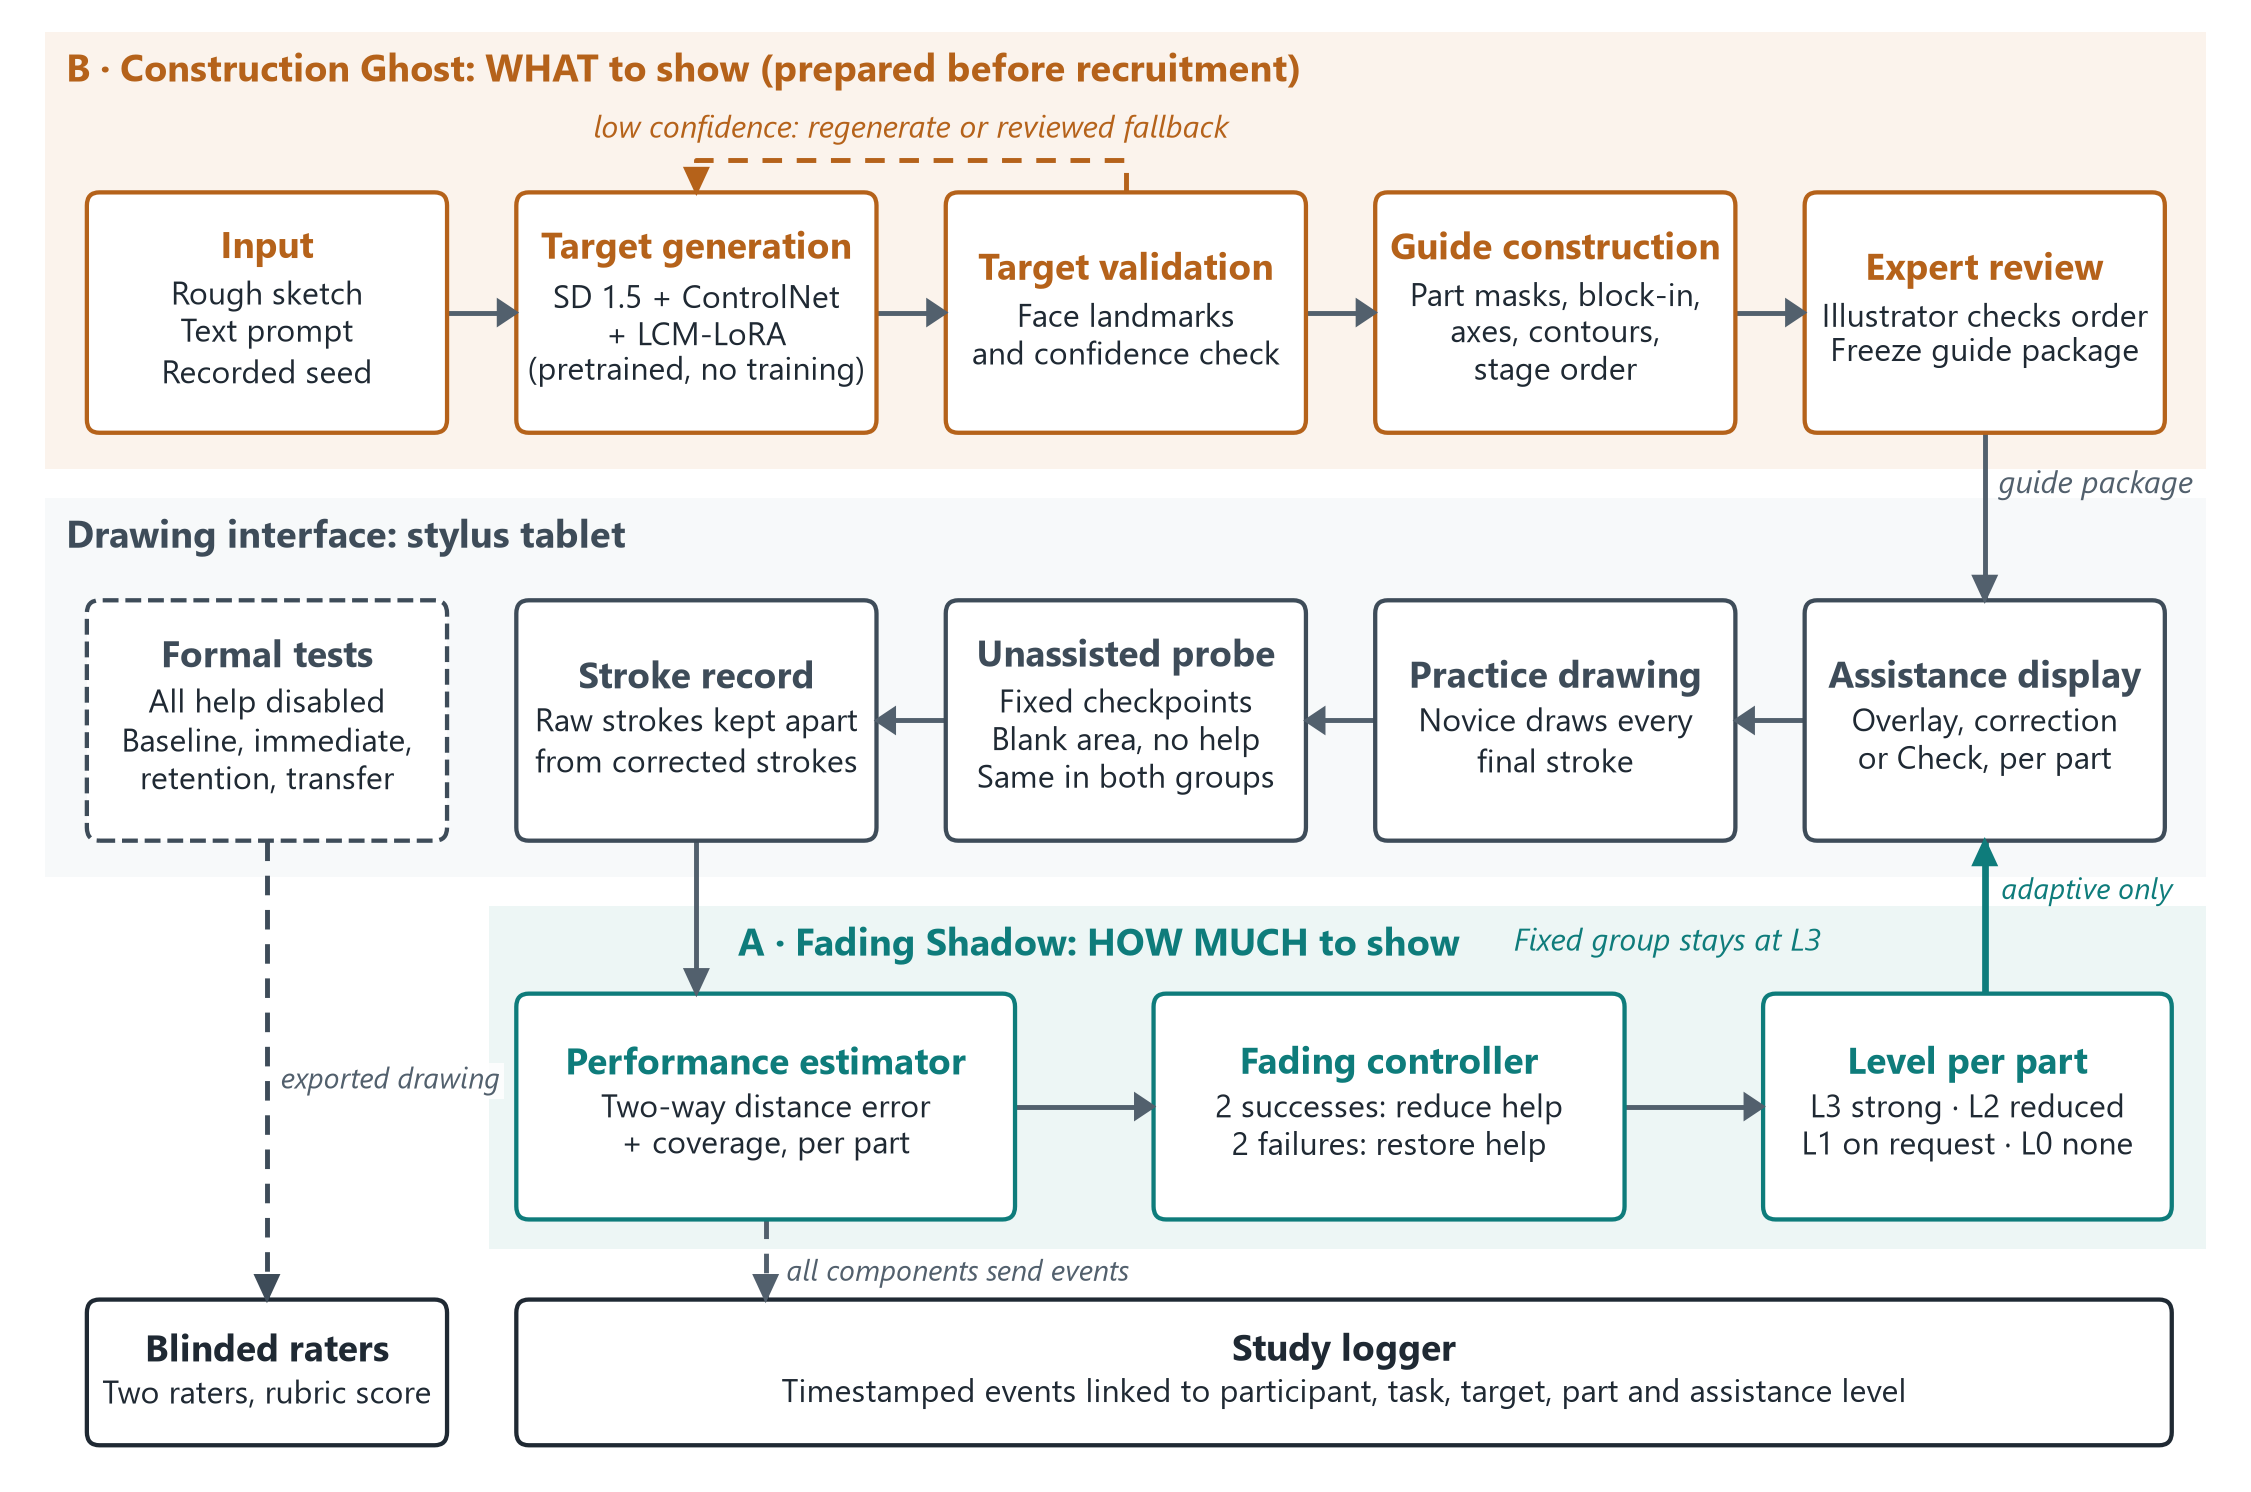 B · Construction Ghost: WHAT to show (prepared before recruitment)
low confidence: regenerate or reviewed fallback
Input
Rough sketch
Text prompt
Recorded seed
Target generation
SD 1.5 + ControlNet
+ LCM-LoRA
(pretrained, no training)
Target validation
Face landmarks
and confidence check
Guide construction
Part masks, block-in,
axes, contours,
stage order
Expert review
Illustrator checks order
Freeze guide package
guide package
Drawing interface: stylus tablet
Formal tests
All help disabled
Baseline, immediate,
retention, transfer
Stroke record
Raw strokes kept apart
from corrected strokes
Unassisted probe
Fixed checkpoints
Blank area, no help
Same in both groups
Practice drawing
Novice draws every
final stroke
Assistance display
Overlay, correction
or Check, per part
adaptive only
A · Fading Shadow: HOW MUCH to show
Fixed group stays at L3
exported drawing
Performance estimator
Two-way distance error
+ coverage, per part
Fading controller
2 successes: reduce help
2 failures: restore help
Level per part
L3 strong · L2 reduced
L1 on request · L0 none
all components send events
Blinded raters
Two raters, rubric score
Study logger
Timestamped events linked to participant, task, target, part and assistance level